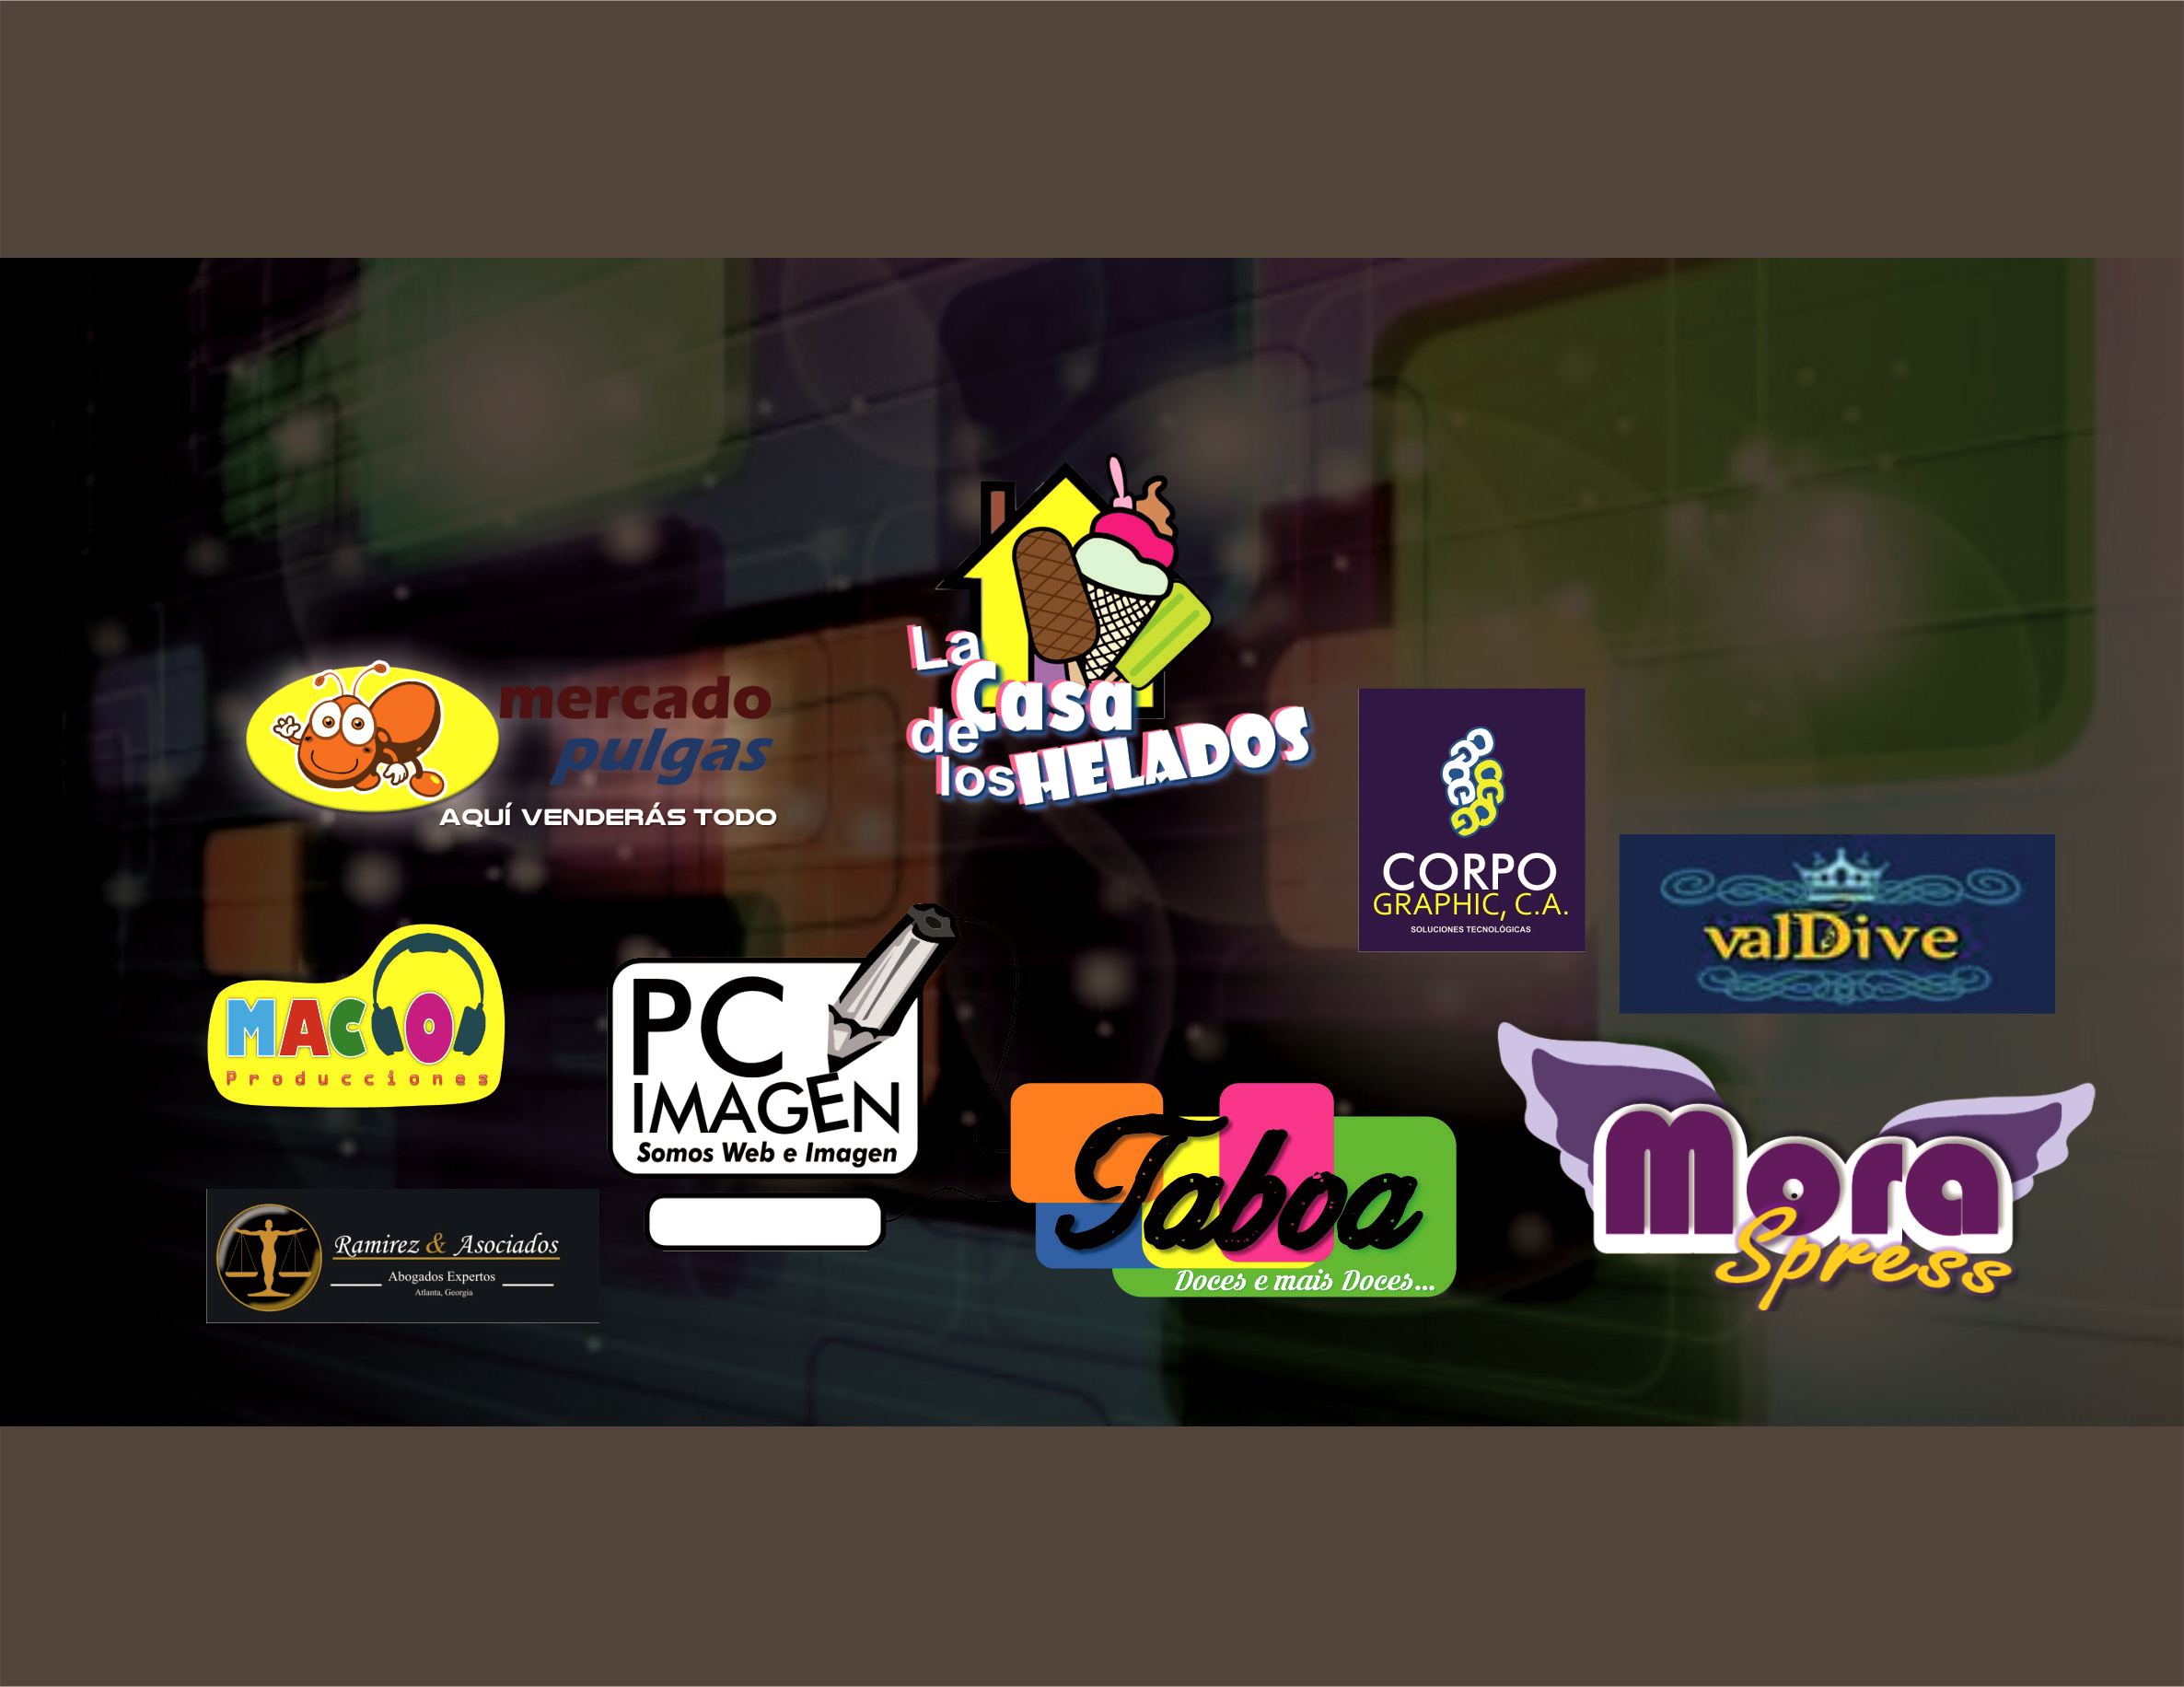 La
Casa
de
los HELADOS
mercado
pulgas
AQUÍ VENDERÁS TODO
CORPO
GRAPHIC, C.A.
SOLUCIONES TECNOLÓGICAS
valDive
MACO
Producciones
PC
IMAGEN
Somos Web e Imagen
Taboa
Doces e mais Doces...
Mora
Spress
Ramirez & Asociados
Abogados Expertos
Atlanta, Georgia